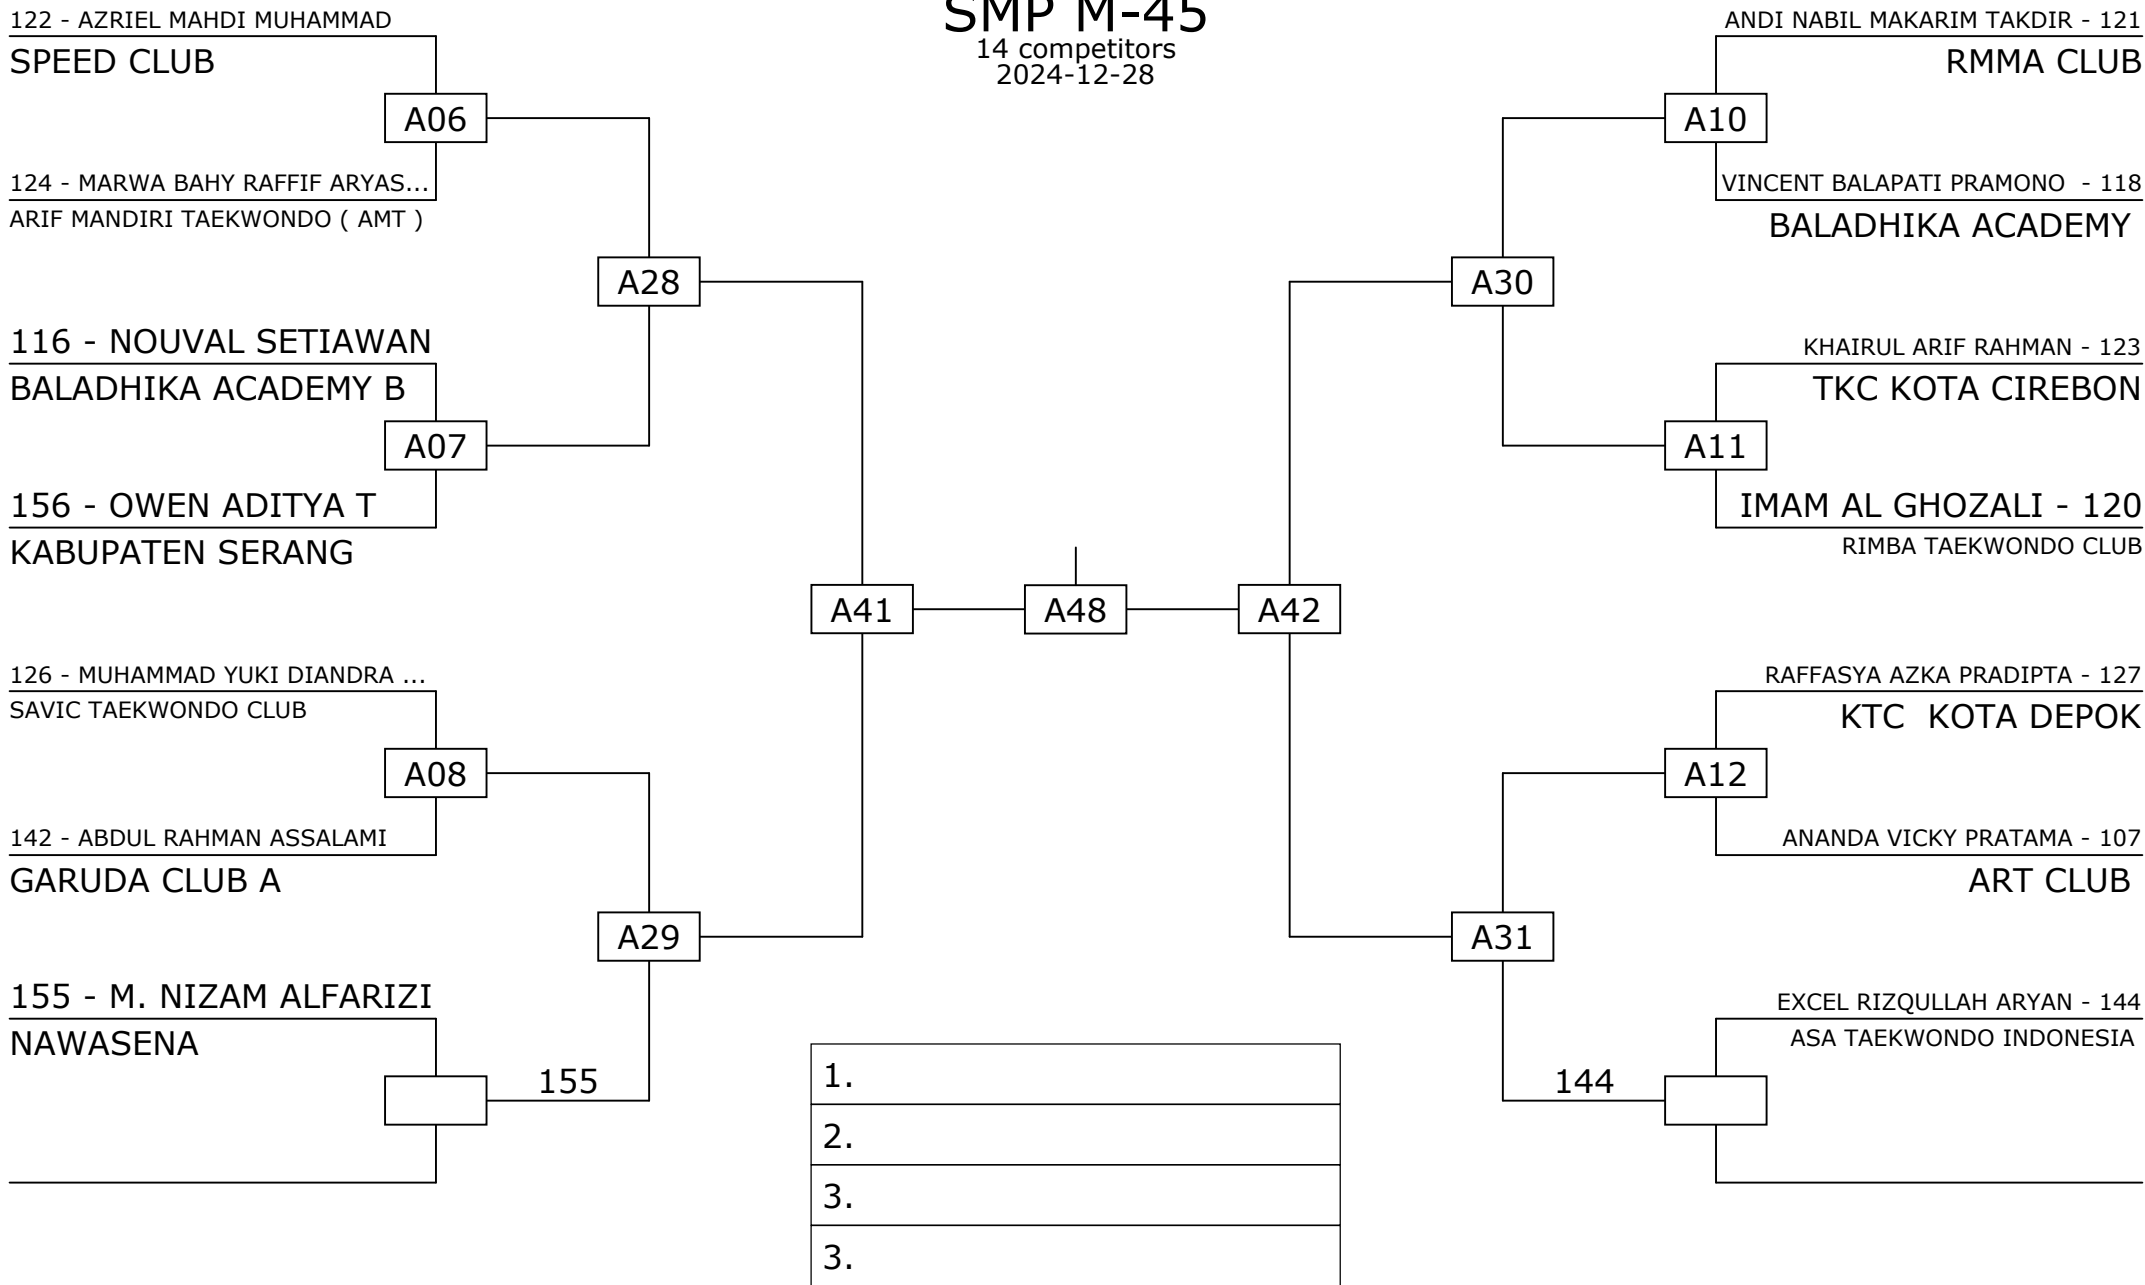 SMP M-45
14 competitors
2024-12-28
122 - AZRIEL MAHDI MUHAMMAD
SPEED CLUB
A06
124 - MARWA BAHY RAFFIF ARYAS...
ARIF MANDIRI TAEKWONDO ( AMT )
A28
116 - NOUVAL SETIAWAN
BALADHIKA ACADEMY B
A07
156 - OWEN ADITYA T
KABUPATEN SERANG
A41
126 - MUHAMMAD YUKI DIANDRA ...
SAVIC TAEKWONDO CLUB
A08
142 - ABDUL RAHMAN ASSALAMI
GARUDA CLUB A
A29
155 - M. NIZAM ALFARIZI
NAWASENA
155
A48
ANDI NABIL MAKARIM TAKDIR - 121
RMMA CLUB
A10
VINCENT BALAPATI PRAMONO  - 118
BALADHIKA ACADEMY
A30
KHAIRUL ARIF RAHMAN - 123
TKC KOTA CIREBON
A11
IMAM AL GHOZALI - 120
RIMBA TAEKWONDO CLUB
A42
RAFFASYA AZKA PRADIPTA - 127
KTC  KOTA DEPOK
A12
ANANDA VICKY PRATAMA - 107
ART CLUB
A31
EXCEL RIZQULLAH ARYAN - 144
ASA TAEKWONDO INDONESIA
144
1.
2.
3.
3.